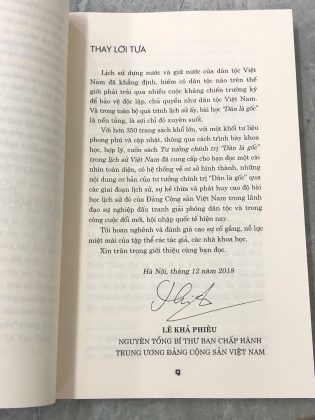 THAY LỜI TỰA
Lịch sử dựng nước và giữ nước của dân tộc Việt
Nam đã khẳng định, hiếm có dân tộc nào trên thế
giới phải trải qua nhiều cuộc kháng chiến trường kỳ
để bảo vệ độc lập, chủ quyền như dân tộc Việt Nam.
Và trong toàn bộ quá trình lịch sử ấy, bài học "Dân là gốc"
là nền tảng, là sợi chỉ đỏ xuyên suốt.
Với hơn 350 trang sách khổ lớn, với một khối tư liệu
phong phú và cập nhật, thông qua cách trình bày khoa
học, hợp lý, cuốn sách Tư tưởng chính trị "Dân là gốc"
trong lịch sử Việt Nam đã cung cấp cho bạn đọc một cái
nhìn toàn diện, có hệ thống về cơ sở hình thành, những
nội dung cơ bản của tư tưởng chính trị "Dân là gốc" qua
các giai đoạn lịch sử, sự kế thừa và phát huy cao độ bài
học lịch sử đó của Đảng Cộng sản Việt Nam trong lãnh
đạo sự nghiệp đấu tranh giải phóng dân tộc và trong
công cuộc đổi mới, hội nhập quốc tế hiện nay.
Tôi hoan nghênh và đánh giá cao sự cố gắng, nỗ lực
miệt mài của tập thể các tác giả, các nhà khoa học.
Xin trân trọng giới thiệu cùng bạn đọc.
Hà Nội, tháng 12 năm 2018
LÊ KHẢ PHIÊU
NGUYÊN TỔNG BÍ THƯ BAN CHẤP HÀNH
TRUNG ƯƠNG ĐẢNG CỘNG SẢN VIỆT NAM